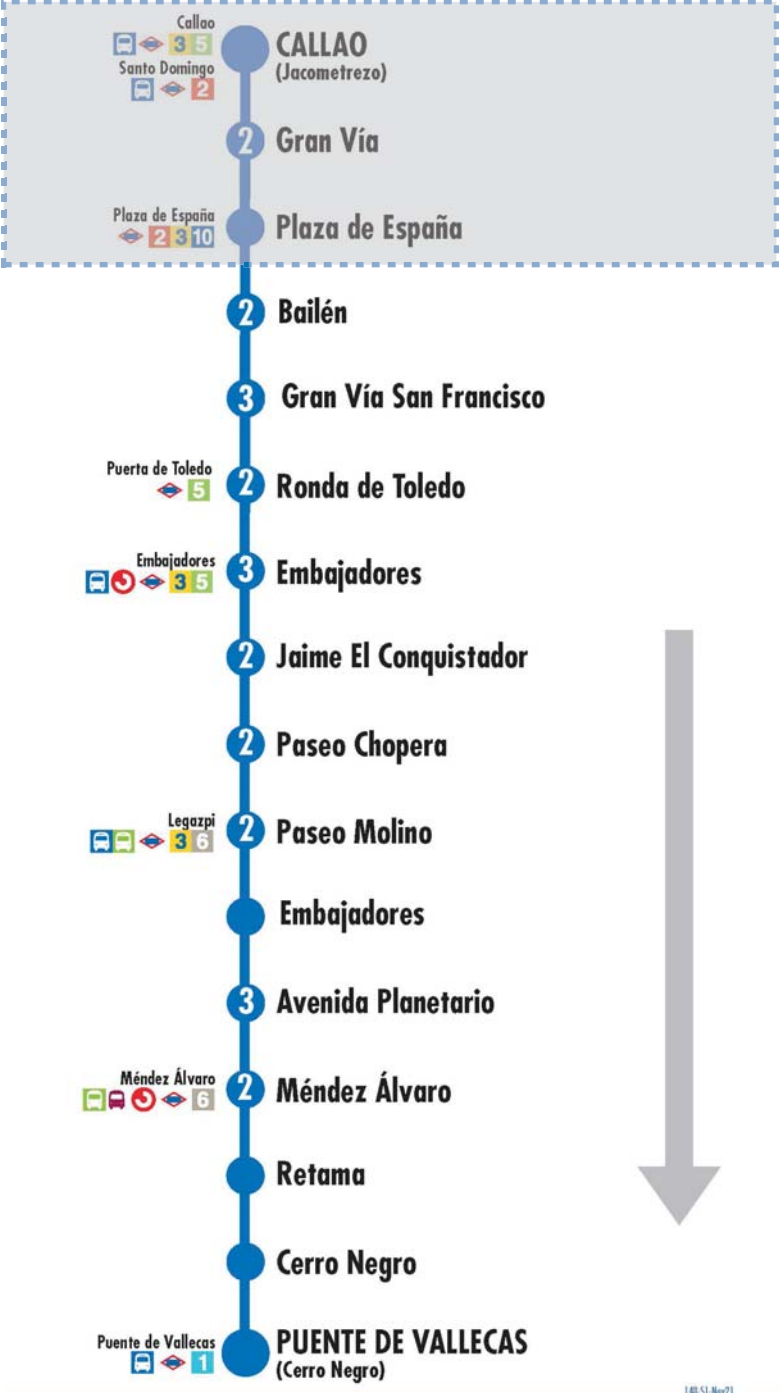 Callao
3 5
CALLAO
(Jacometrezo)
Santo Domingo
2
2 Gran Vía
Plaza de España
2 3 10
Plaza de España
2 Bailén
3 Gran Vía San Francisco
Puerta de Toledo
5
2 Ronda de Toledo
Embajadores
3 5
3 Embajadores
2 Jaime El Conquistador
2 Paseo Chopera
Legazpi
3 6
2 Paseo Molino
Embajadores
3 Avenida Planetario
Méndez Álvaro
6
2 Méndez Álvaro
Retama
Cerro Negro
Puente de Vallecas
1
PUENTE DE VALLECAS
(Cerro Negro)